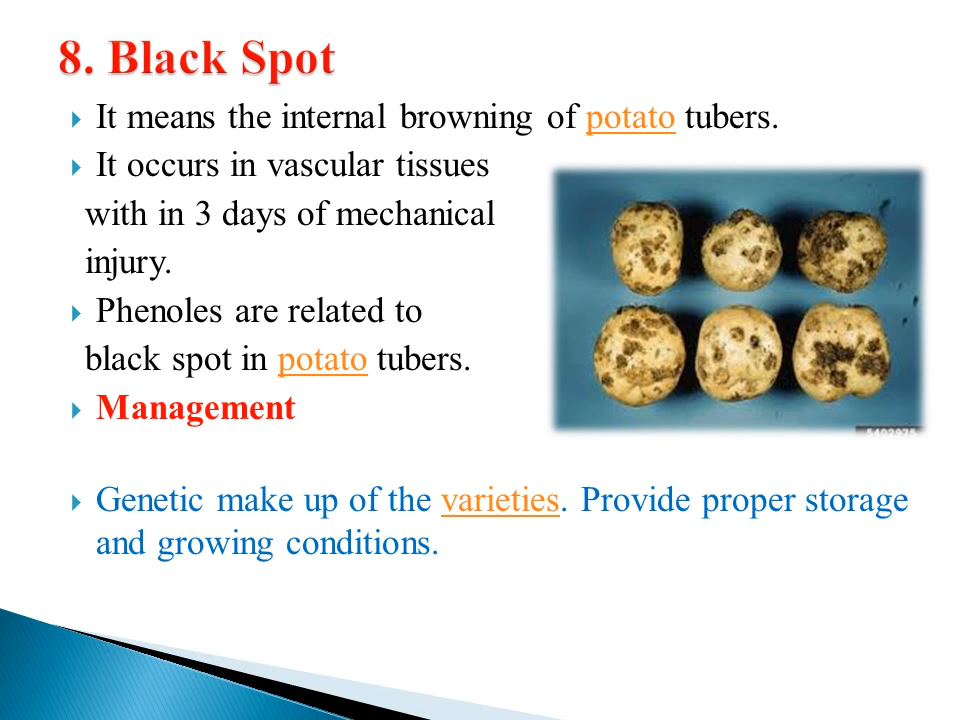 8. Black Spot
It means the internal browning of potato tubers.
It occurs in vascular tissues
with in 3 days of mechanical
injury.
Phenoles are related to
black spot in potato tubers.
Management
Genetic make up of the varieties. Provide proper storage
and growing conditions.